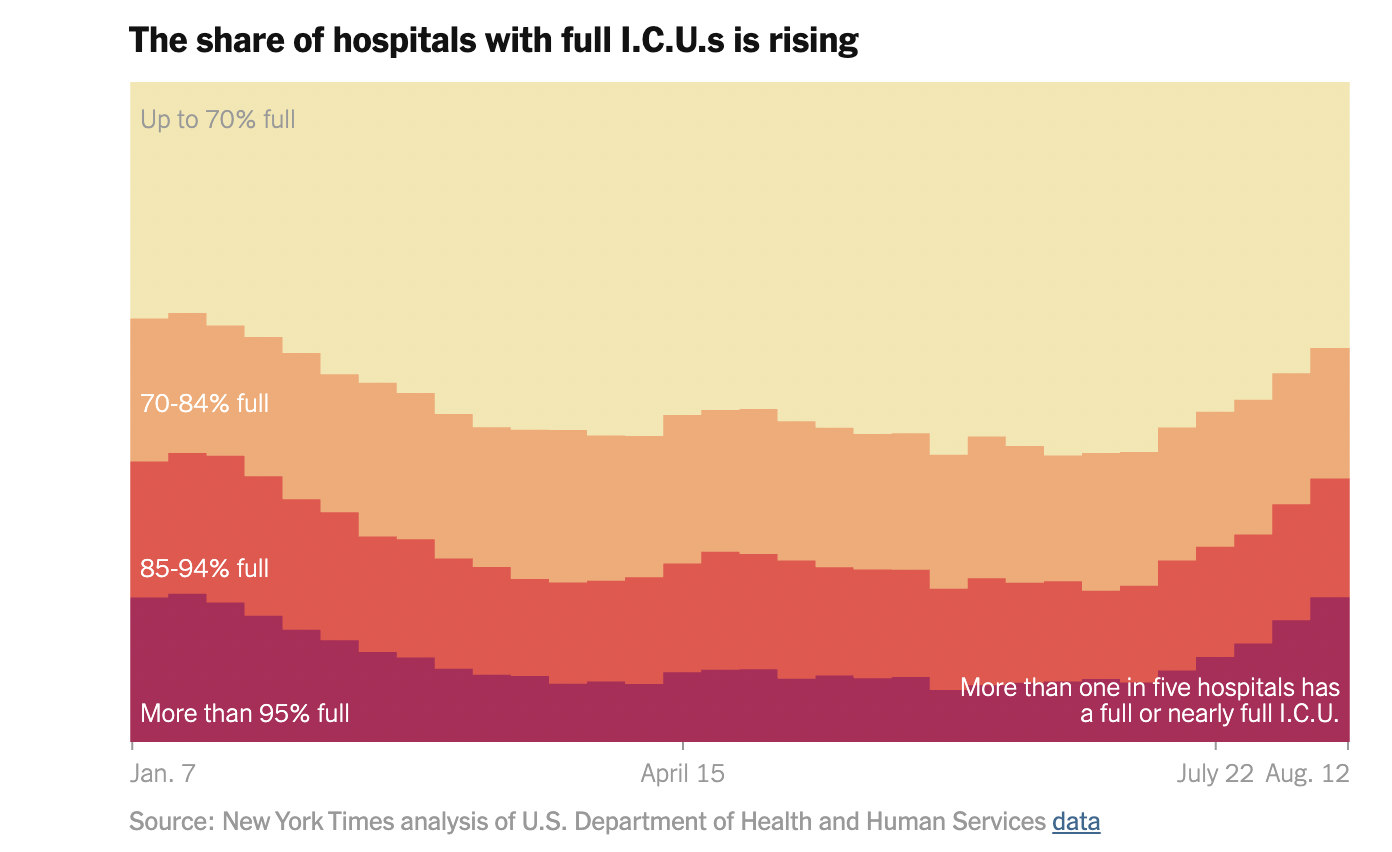 The share of hospitals with full I.C.U.s is rising
Up to 70% full
70-84% full
85-94% full
More than 95% full
More than one in five hospitals has
a full or nearly full I.C.U.
Jan. 7
April 15
July 22
Aug. 12
Source: New York Times analysis of U.S. Department of Health and Human Services data